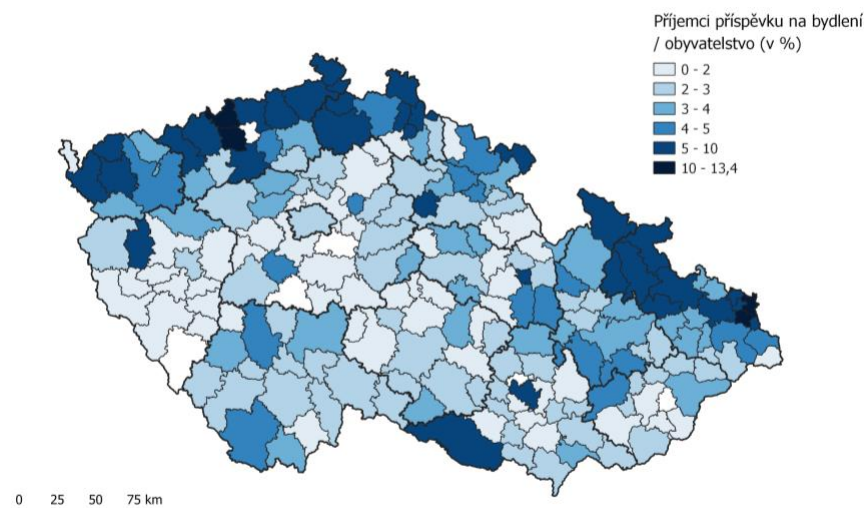 Příjemci příspěvku na bydlení
/ obyvatelstvo (v %)
0 - 2
2 - 3
3 - 4
4 - 5
5 - 10
10 - 13,4
0 25 50 75 km